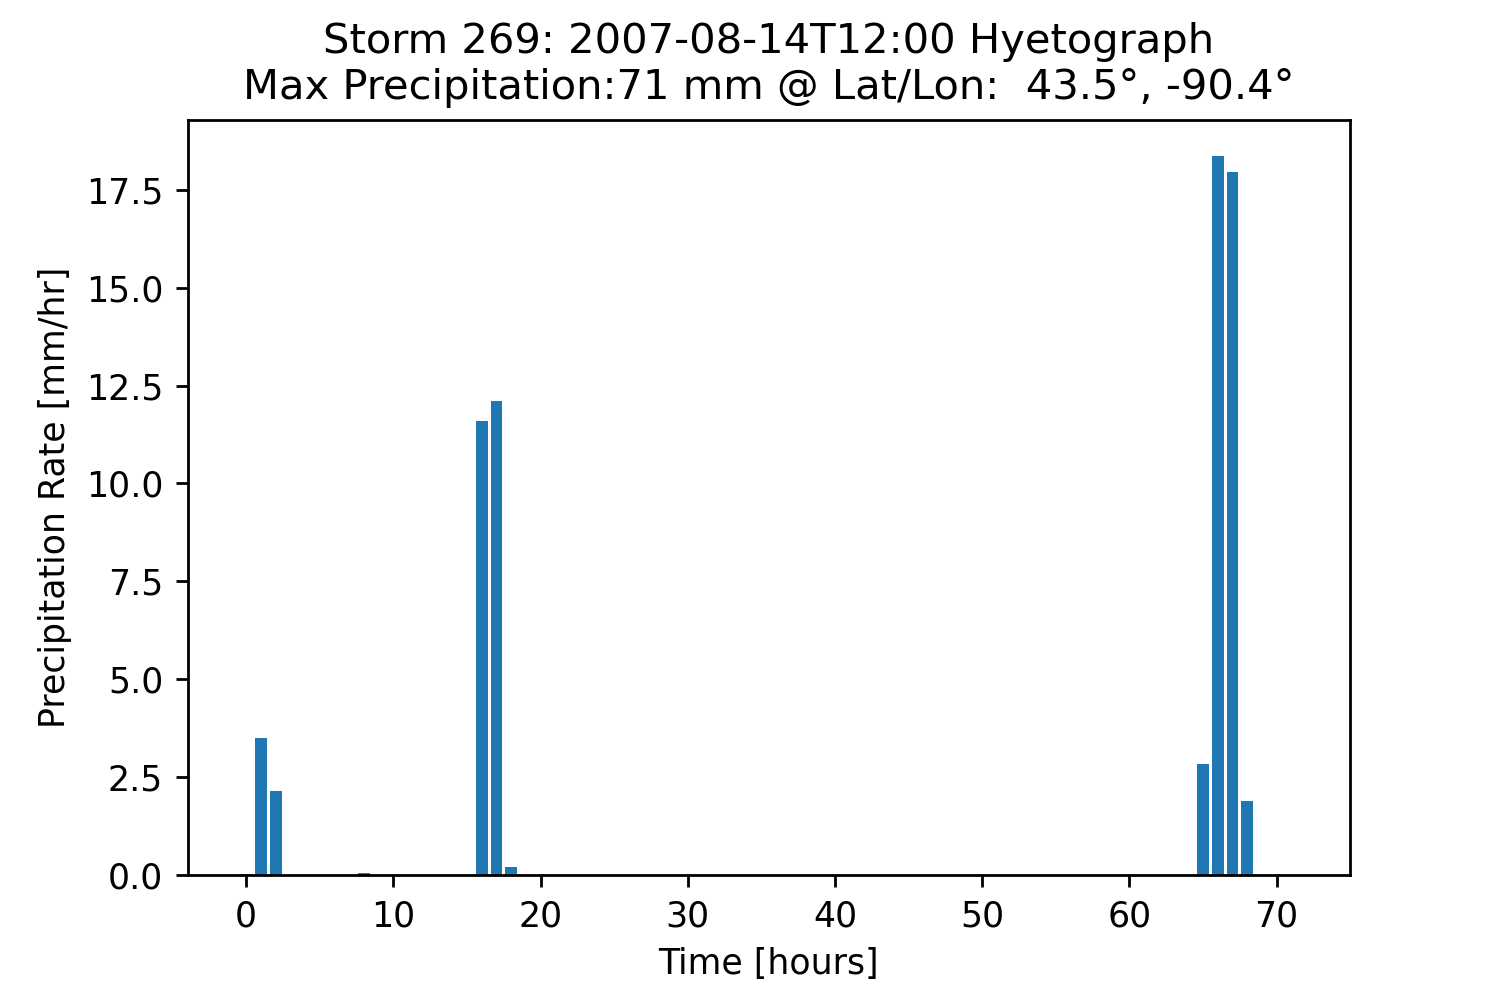 Storm 269: 2007-08-14T12:00 Hyetograph
Max Precipitation:71 mm @ Lat/Lon:  43.5°, -90.4°
Precipitation Rate [mm/hr]
17.5
15.0
12.5
10.0
7.5
5.0
2.5
0.0
0 10 20 30 40 50 60 70
Time [hours]